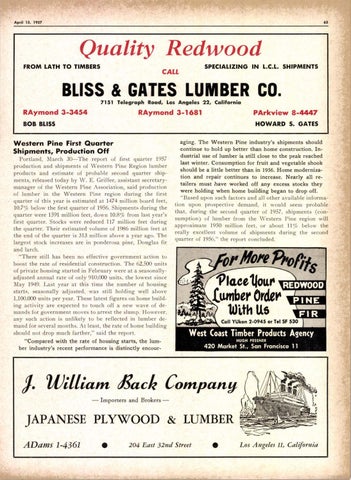 April 15, 1957
65
Quality Redwood
FROM LATH TO TIMBERS
SPECIALIZING IN L.C.L. SHIPMENTS
CALL
BLISS & GATES LUMBER CO.
7151 Telegraph Road, Los Angeles 22, California
RAymond 3-3454
RAymond 3-1681
PArkview 8-4447
BOB BLISS
HOWARD S. GATES
Western Pine First Quarter
Shipments, Production Off
Portland, March 30—The report of first quarter 1957
production and shipments of Western Pine Region lumber
products and estimate of probable second quarter ship-
ments, released today by W. E. Griffee, assistant secretary-
manager of the Western Pine Association, said production
of lumber in the Western Pine region during the first
quarter of this year is estimated at 1474 million board feet,
10.7% below the first quarter of 1956. Shipments during the
quarter were 1591 million feet, down 10.8% from last year's
first quarter. Stocks were reduced 117 million feet during
the quarter. Their estimated volume of 1986 million feet at
the end of the quarter is 313 million above a year ago. The
largest stock increases are in ponderosa pine, Douglas fir
and larch.
"There still has been no effective government action to
boost the rate of residential construction. The 62,500 units
of private housing started in February were at a seasonally-
adjusted annual rate of only 910,000 units, the lowest since
May 1949. Last year at this time the number of housing
starts, seasonally adjusted, was still holding well above
1,100,000 units per year. These latest figures on home build-
ing activity are expected to touch off a new wave of de-
mands for government moves to arrest the slump. However,
any such action is unlikely to be reflected in lumber de-
mand for several months. At least, the rate of home building
should not drop much further," said the report.
"Compared with the rate of housing starts, the lum-
ber industry's recent performance is distinctly encour-
aging. The Western Pine industry's shipments should
continue to hold up better than home construction. In-
dustrial use of lumber is still close to the peak reached
last winter. Consumption for fruit and vegetable shook
should be a little better than in 1956. Home moderniza-
tion and repair continues to increase. Nearly all re-
tailers must have worked off any excess stocks they
were holding when home building began to drop off.
"Based upon such factors and all other available informa-
tion upon prospective demand, it would seem probable
that, during the second quarter of 1957, shipments (con-
sumption) of lumber from the Western Pine region will
approximate 1930 million feet, or about 11% below the
really excellent volume of shipments during the second
quarter of 1956," the report concluded.
For More Profits
Place Your
Lumber Order
With Us
REDWOOD
PINE
FIR
Call YUkon 2-0945 or Tel SF 530
West Coast Timber Products Agency
HUGH PESSNER
420 Market St., San Francisco 11
J. William Back Company
— Importers and Brokers —
JAPANESE PLYWOOD & LUMBER
ADams 1-4361 • 204 East 32nd Street • Los Angeles 11, California